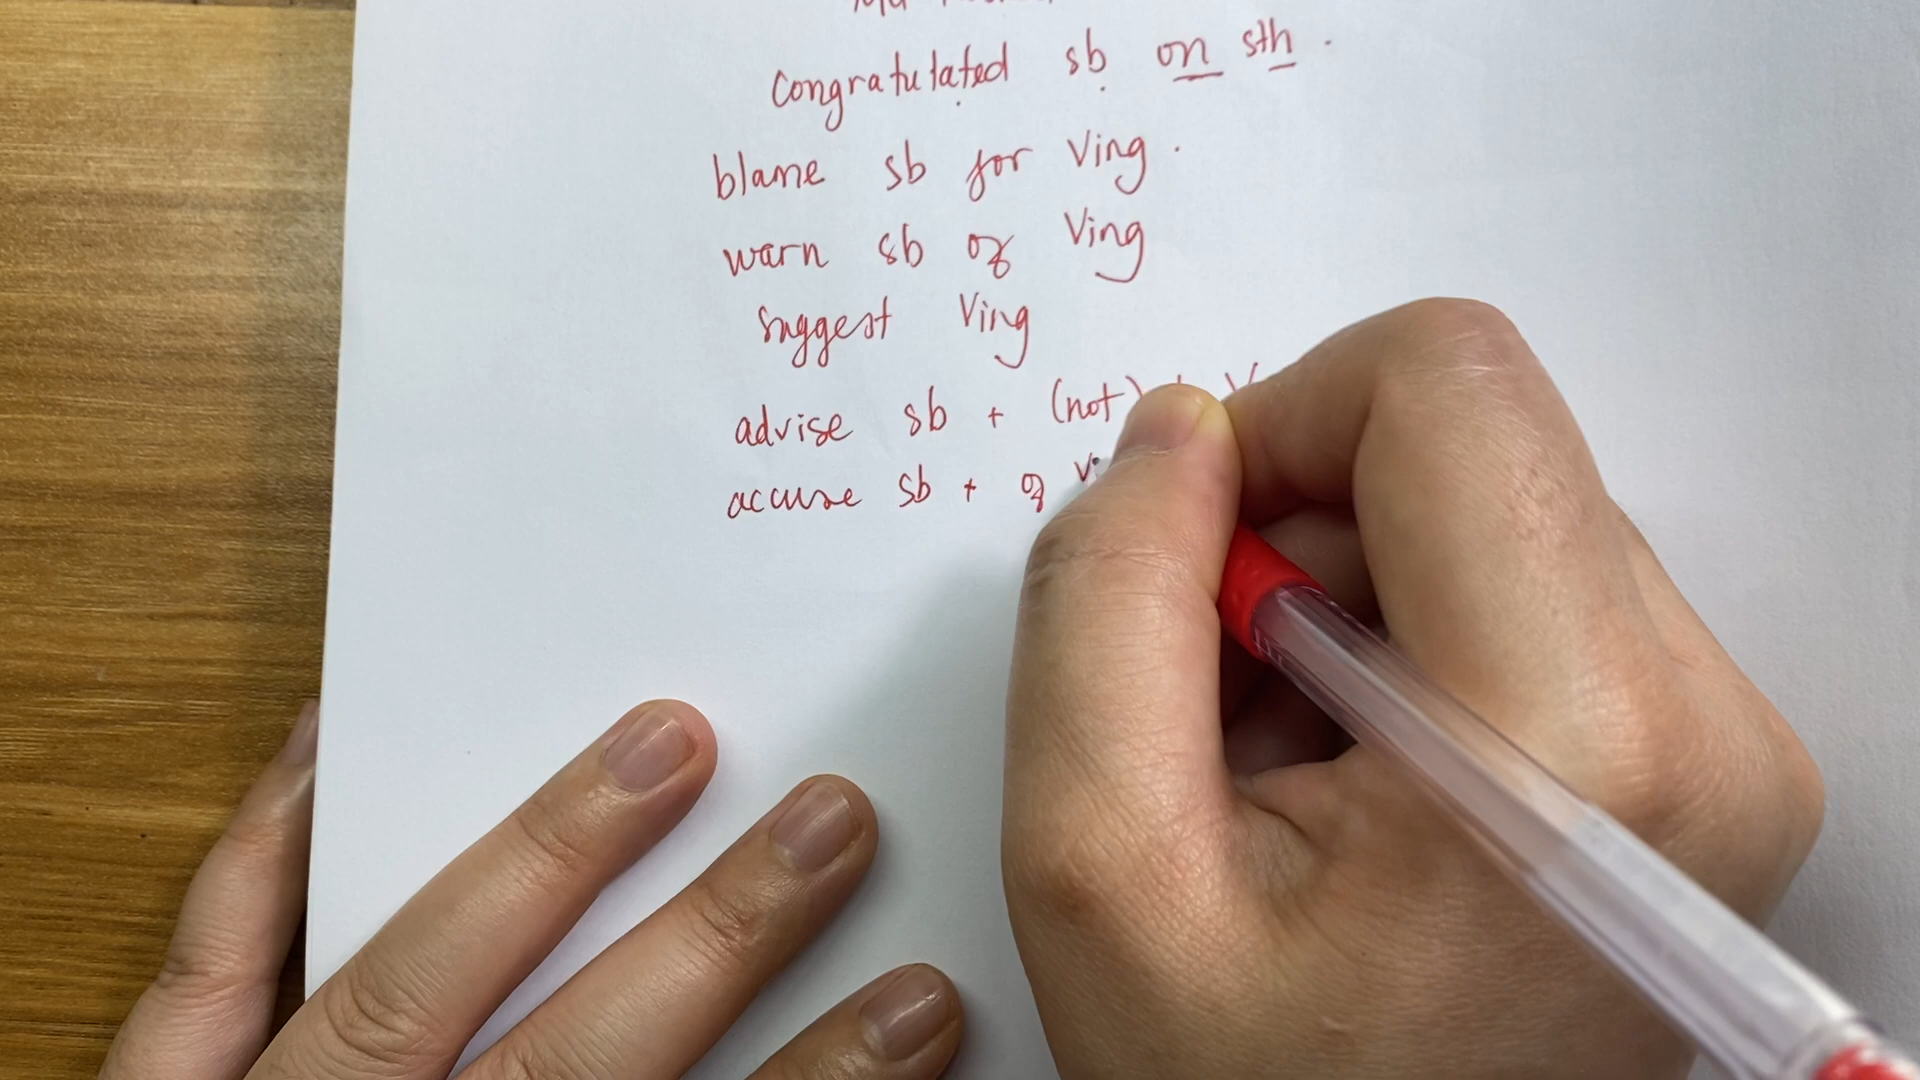 Congratulated sb on sth.
blame sb for Ving.
warn sb of Ving
suggest Ving
advise sb + (not)
accuse sb + of